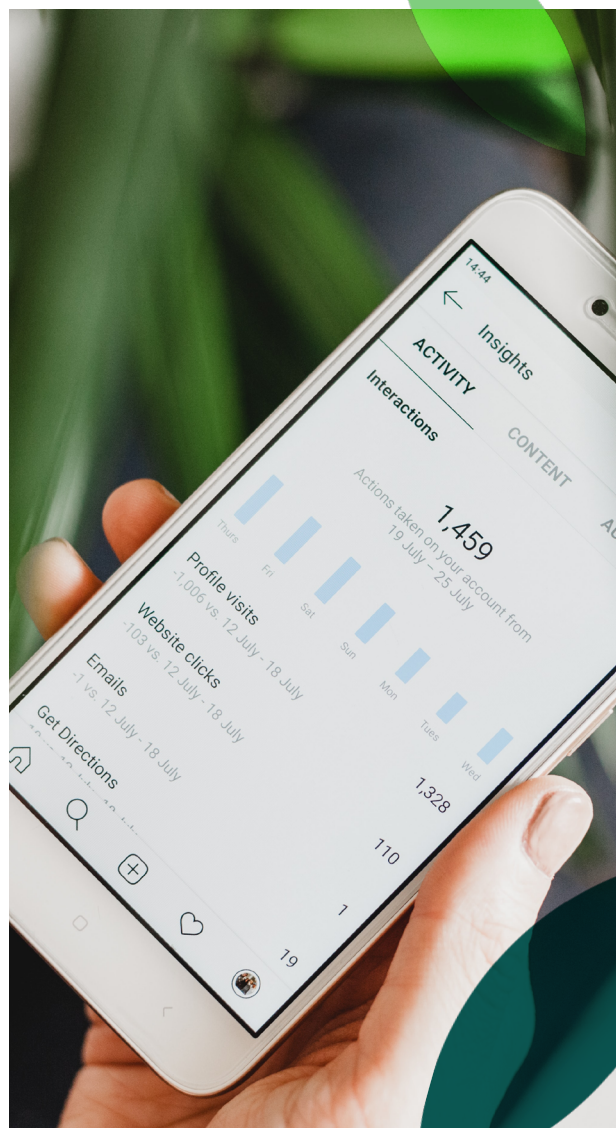 14:44
Insights
ACTIVITY
CONTENT
Interactions
1,459
Actions taken on your account from
19 July – 25 July
Thurs
Fri
Sat
Sun
Mon
Tues
Wed
Profile visits
1,328
-1,006 vs. 12 July - 18 July
Website clicks
110
-103 vs. 12 July - 18 July
Emails
1
-1 vs. 12 July - 18 July
Get Directions
19